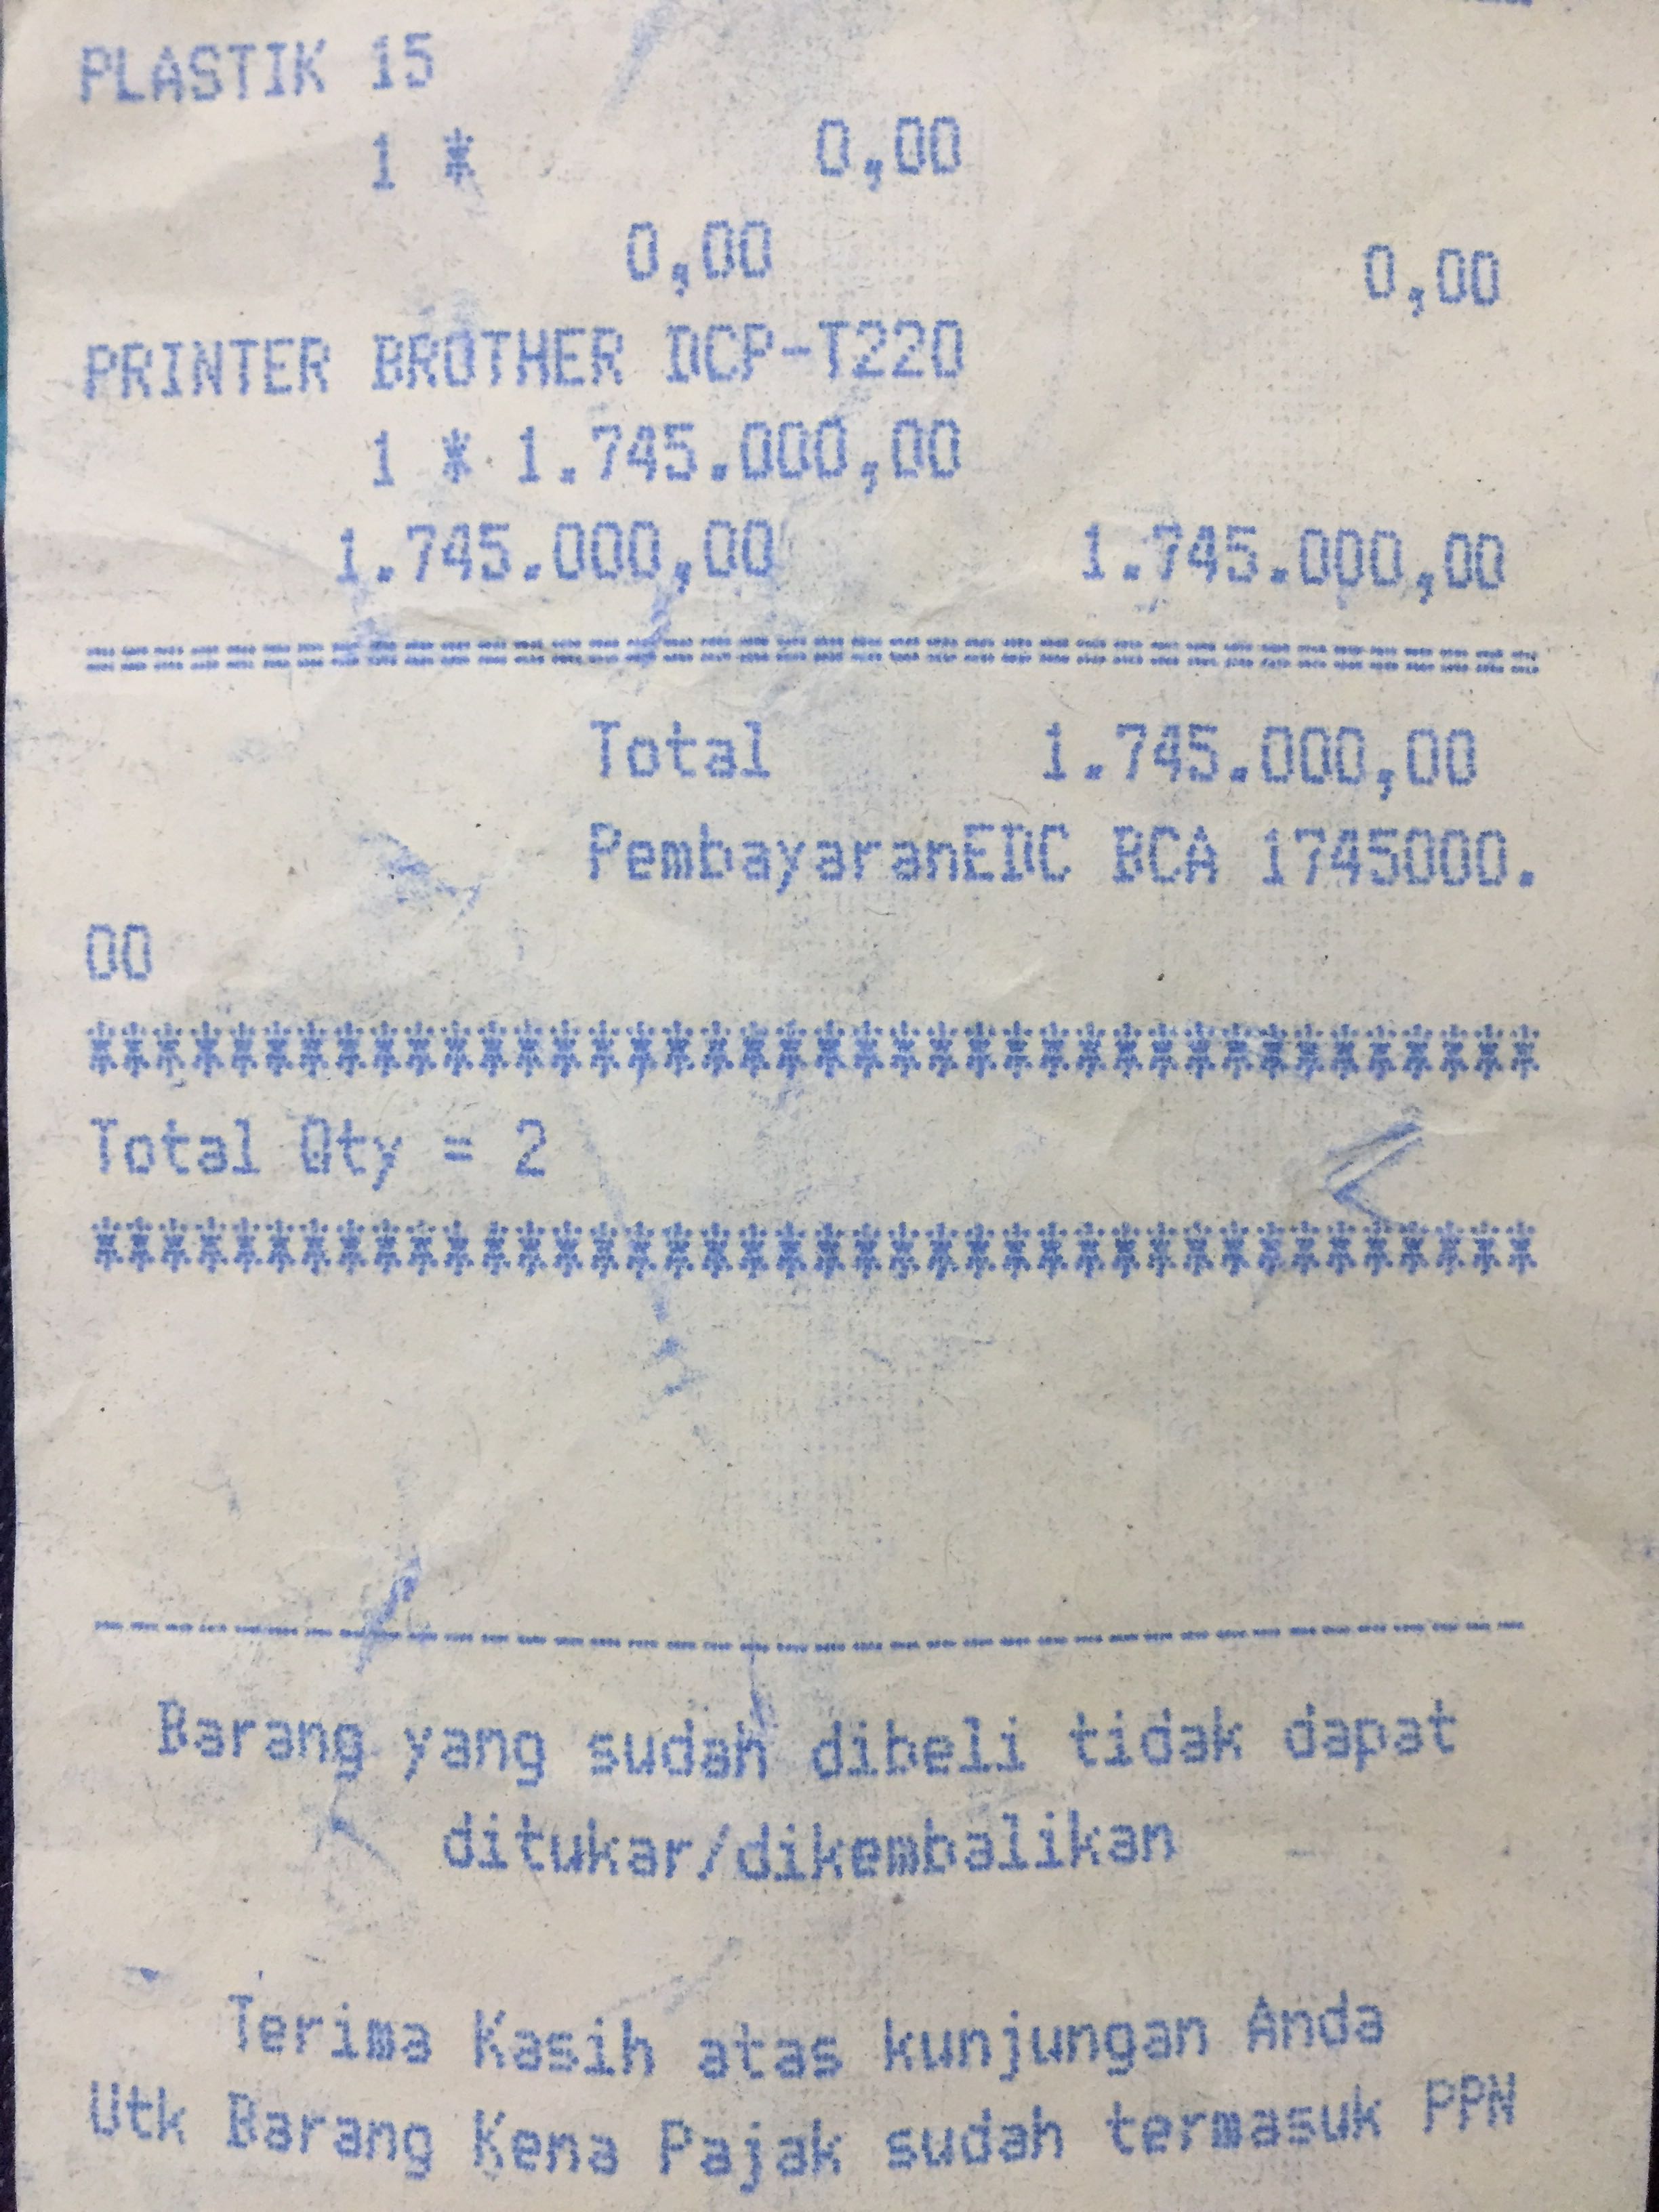 PLASTIK 15
1 * 0,00
0,00 0,00
PRINTER BROTHER DCP-T220
1 * 1.745.000,00
1.745.000,00 1.745.000,00
========================================
Total 1.745.000,00
PembayaranEDC BCA 1745000.
00
****************************************
Total Qty = 2
****************************************
----------------------------------------
Barang yang sudah dibeli tidak dapat
ditukar/dikembalikan
Terima Kasih atas kunjungan Anda
Utk Barang Kena Pajak sudah termasuk PPN